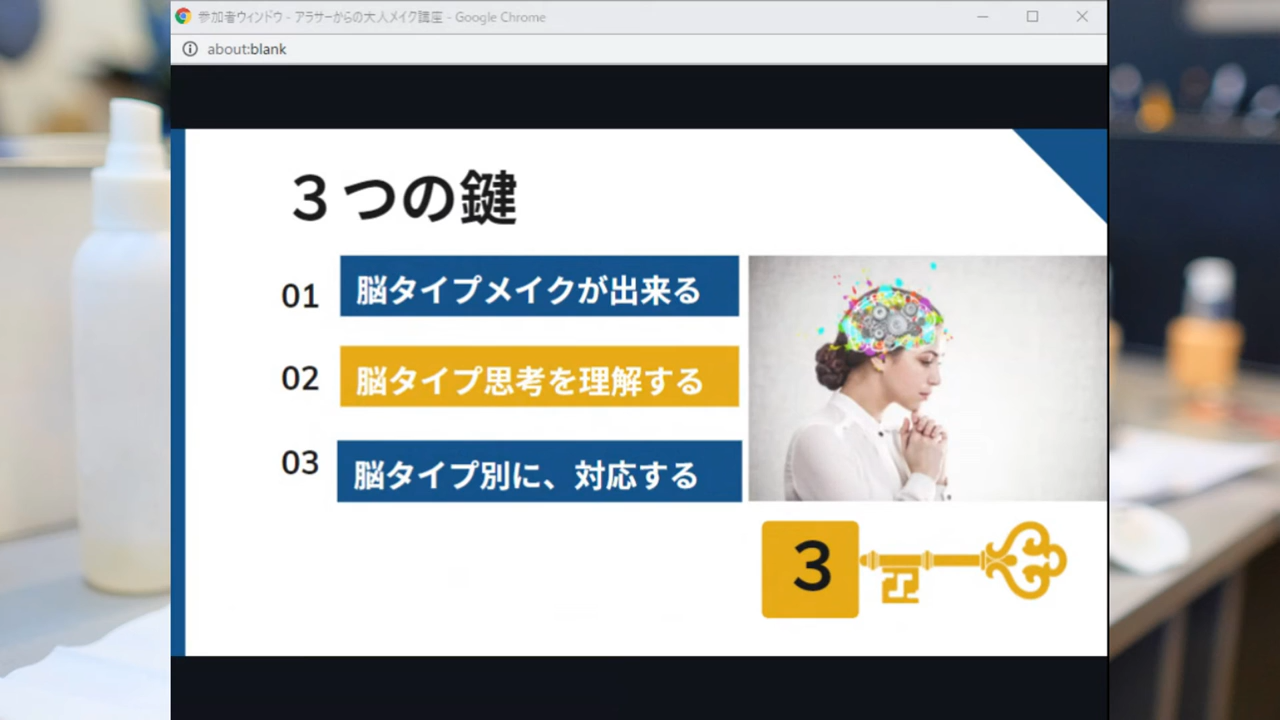 参加者ウィンドウ - アラサーからの大人メイク講座 - Google Chrome
about:blank
３つの鍵
01
脳タイプメイクが出来る
02
脳タイプ思考を理解する
03
脳タイプ別に、対応する
3